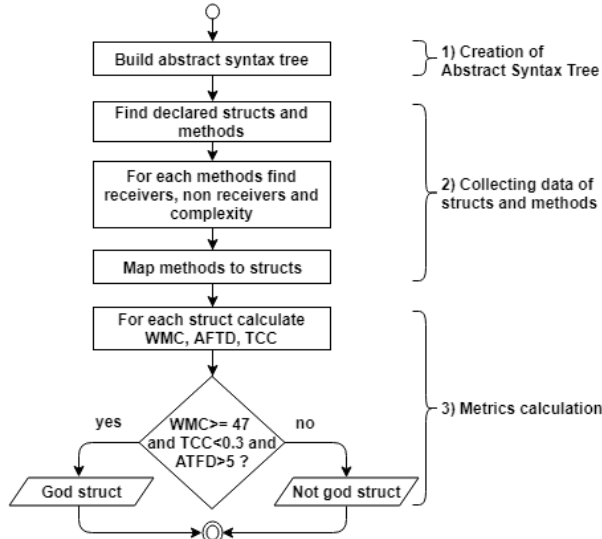 Build abstract syntax tree
1) Creation of
Abstract Syntax Tree
Find declared structs and
methods
For each methods find
receivers, non receivers and
complexity
2) Collecting data of
structs and methods
Map methods to structs
For each struct calculate
WMC, AFTD, TCC
yes
WMC>= 47
and TCC<0.3 and
ATFD>5 ?
no
3) Metrics calculation
God struct
Not god struct